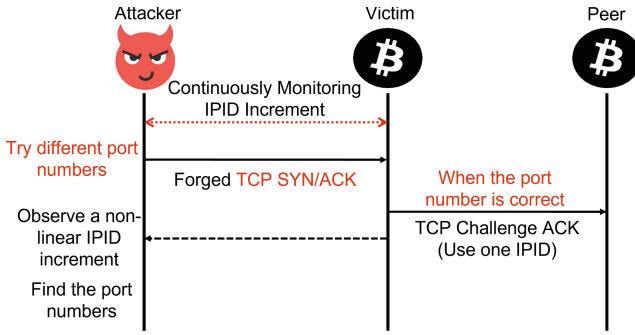 Attacker
Victim
Peer
Continuously Monitoring
IPID Increment
Try different port
numbers
Forged TCP SYN/ACK
When the port
number is correct
Observe a non-
linear IPID
increment
TCP Challenge ACK
(Use one IPID)
Find the port
numbers